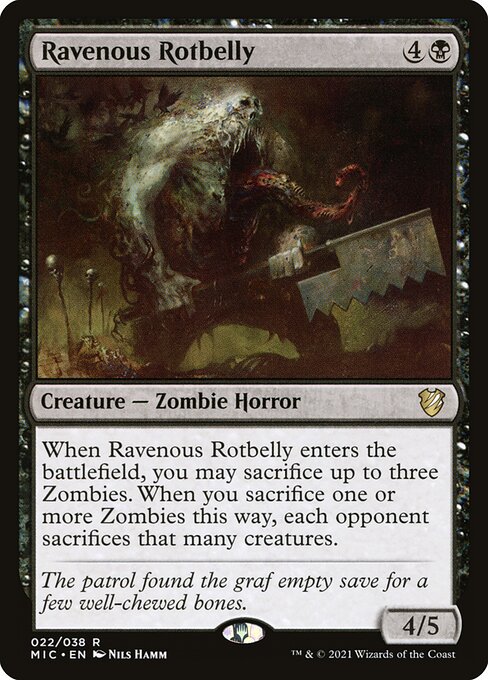 Ravenous Rotbelly 4
Creature — Zombie Horror
When Ravenous Rotbelly enters the
battlefield, you may sacrifice up to three
Zombies. When you sacrifice one or
more Zombies this way, each opponent
sacrifices that many creatures.
The patrol found the graf empty save for a
few well-chewed bones.
4/5
022/038 R
MIC • EN Nils Hamm
™ & © 2021 Wizards of the Coast